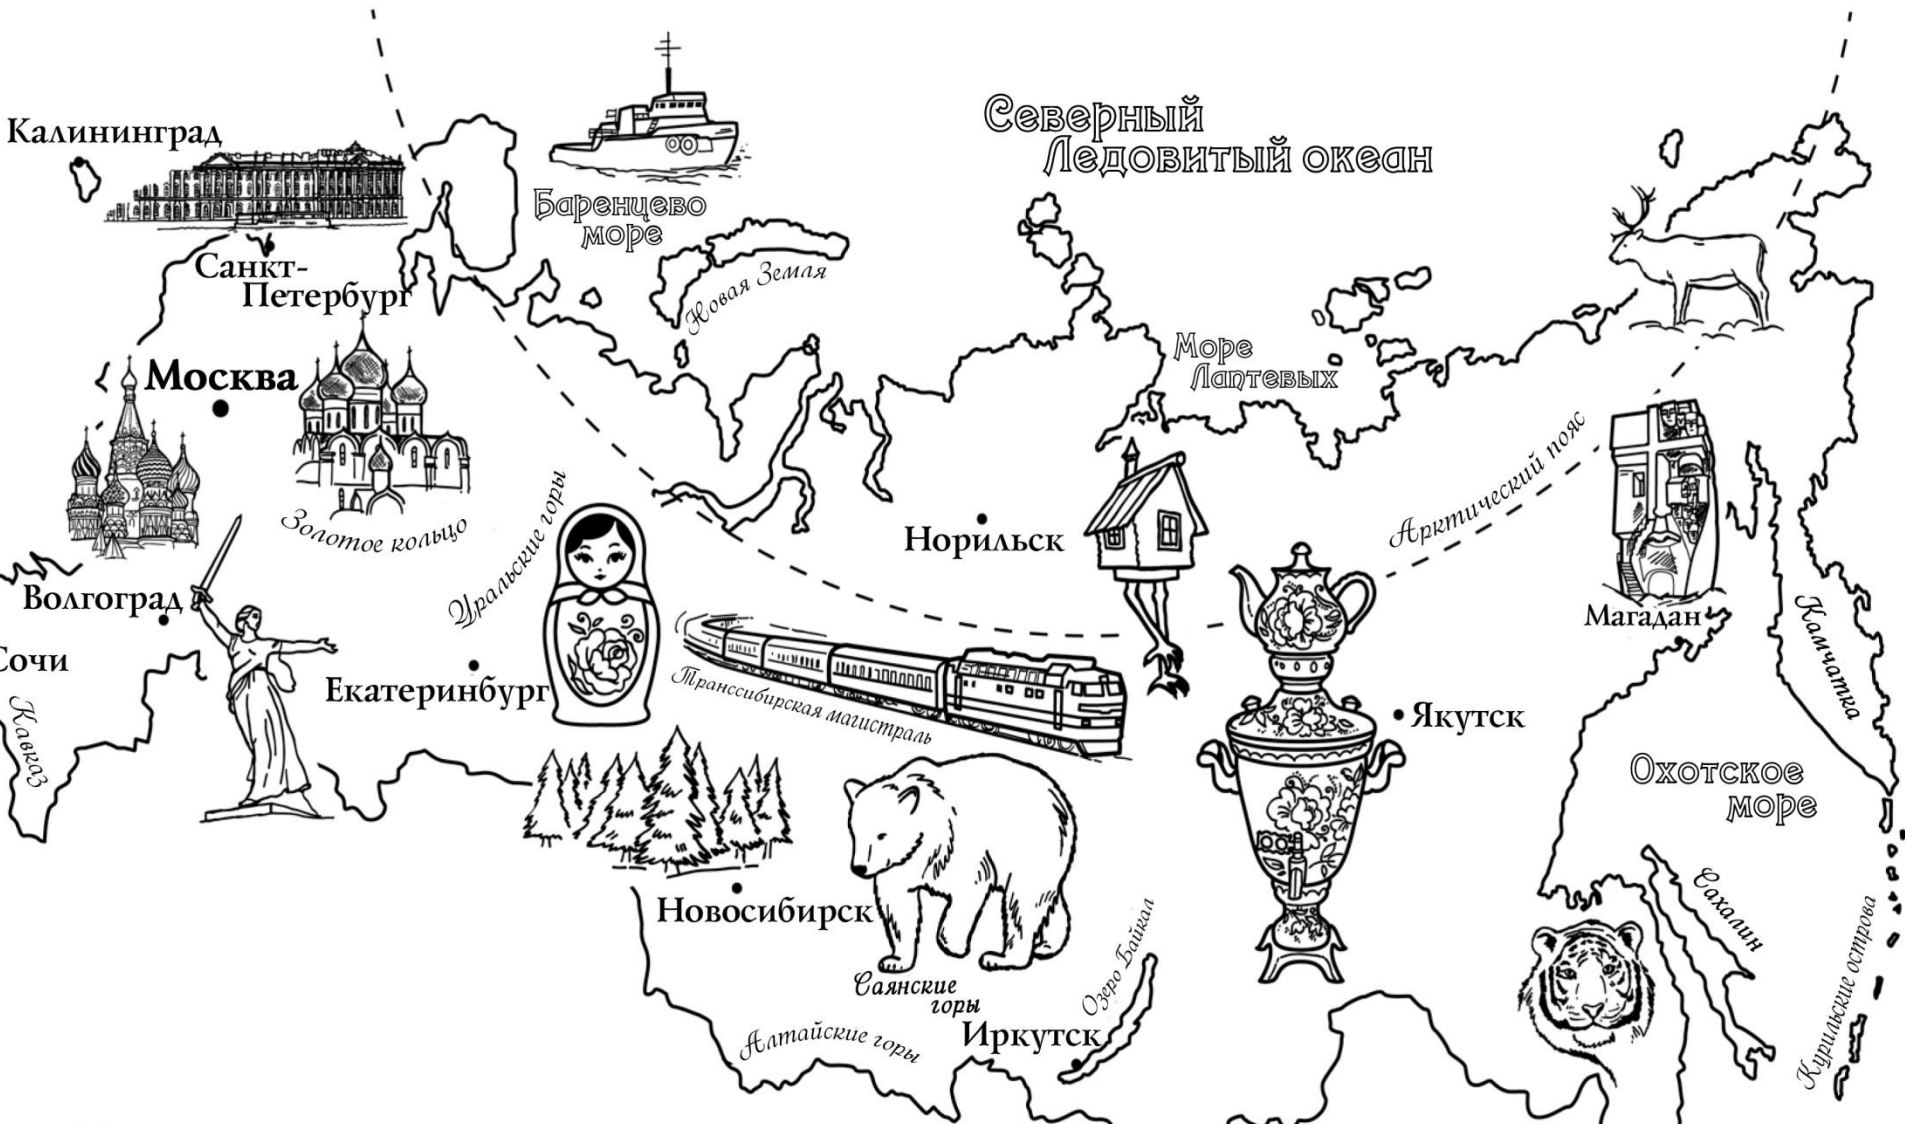 Калининград
Северный
Ледовитый океан
Баренцево
море
Санкт-
Петербург
Новая Земля
Море
Лаптевых
Москва
Золотое кольцо
Уральские горы
Норильск
Арктический пояс
Волгоград
Магадан
Камчатка
Сочи
Екатеринбург
Транссибирская магистраль
Якутск
Кавказ
Охотское
море
Новосибирск
Сахалин
Озеро Байкал
Курильские острова
Саянские
горы
Иркутск
Алтайские горы